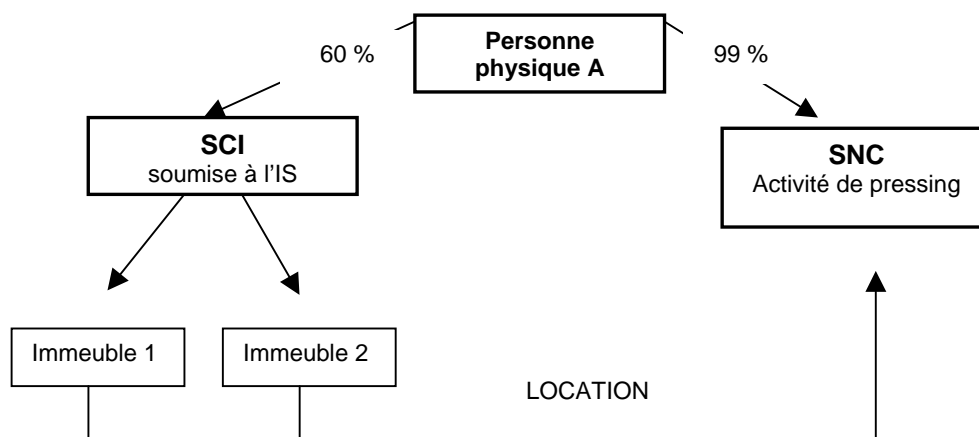 60 %
Personne
physique A
99 %
SCI
soumise à l'IS
SNC
Activité de pressing
Immeuble 1
Immeuble 2
LOCATION